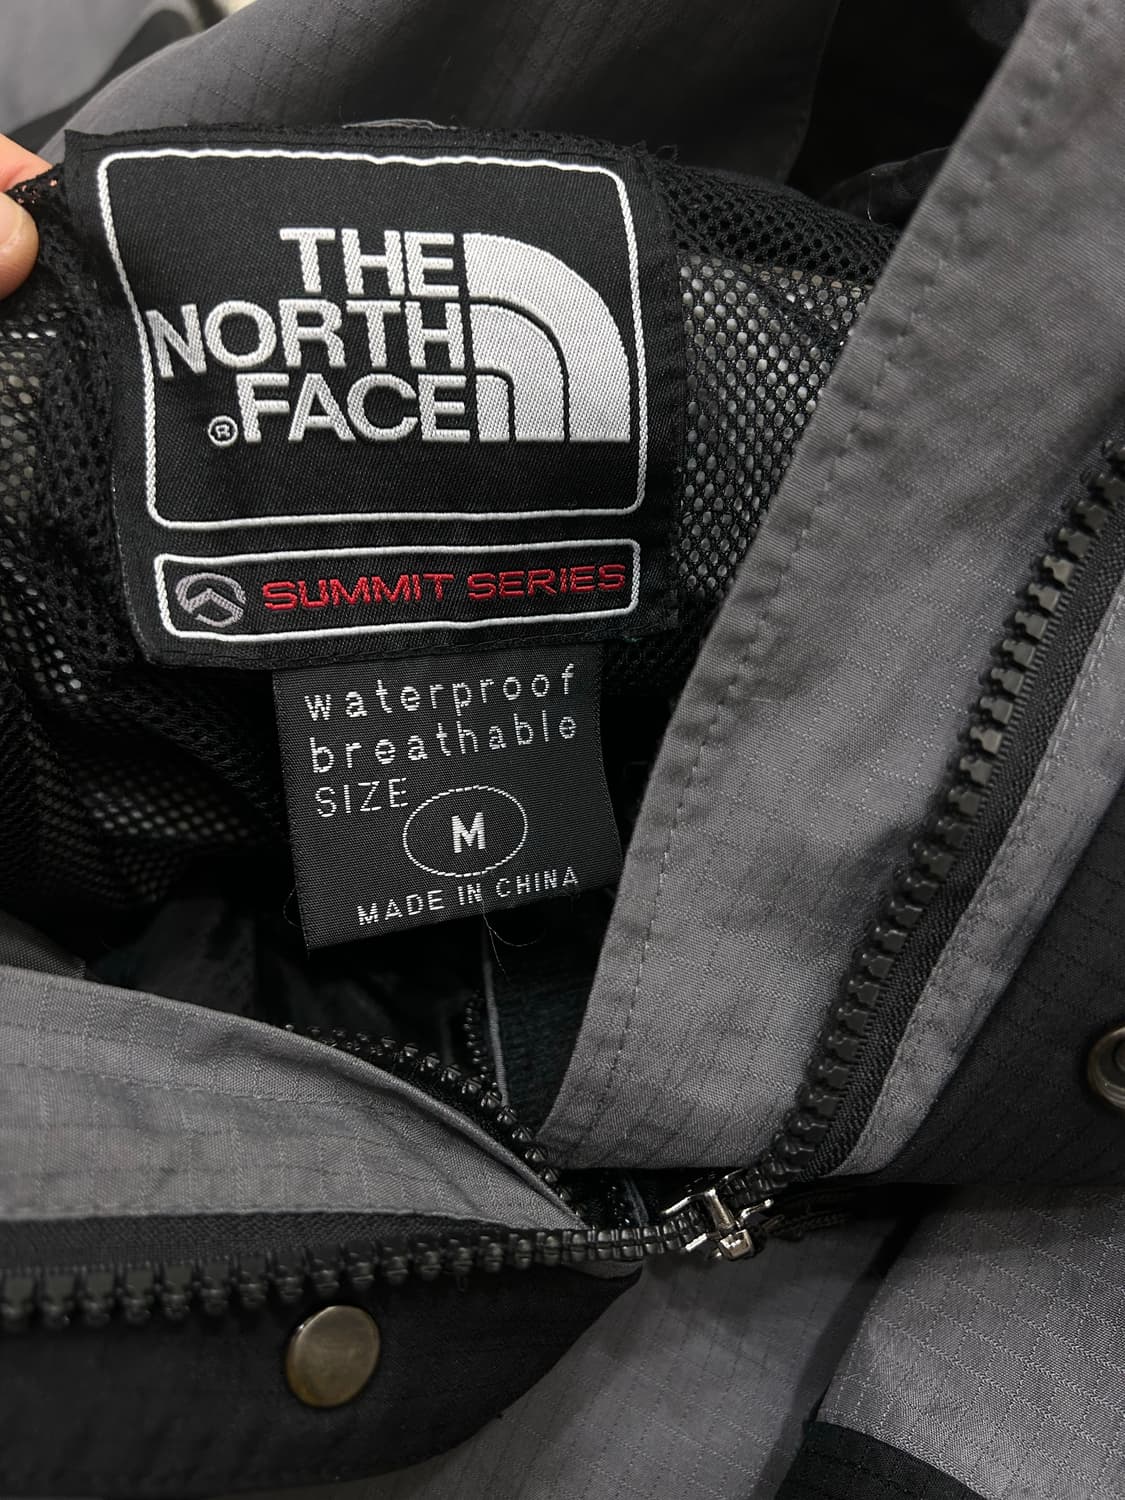 THE
NORTH
®FACE
SUMMIT SERIES
waterproof
breathable
SIZE
M
MADE IN CHINA